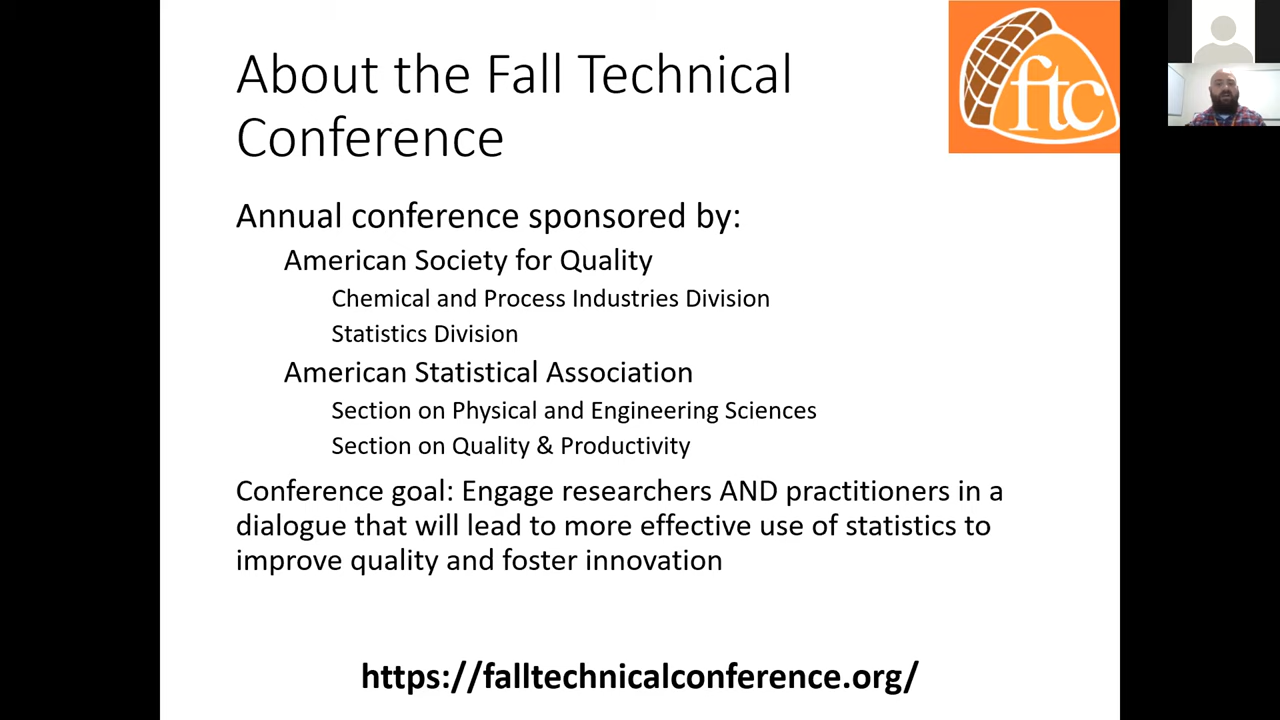 About the Fall Technical
Conference
ftc
Annual conference sponsored by:
American Society for Quality
Chemical and Process Industries Division
Statistics Division
American Statistical Association
Section on Physical and Engineering Sciences
Section on Quality & Productivity
Conference goal: Engage researchers AND practitioners in a
dialogue that will lead to more effective use of statistics to
improve quality and foster innovation
https://falltechnicalconference.org/